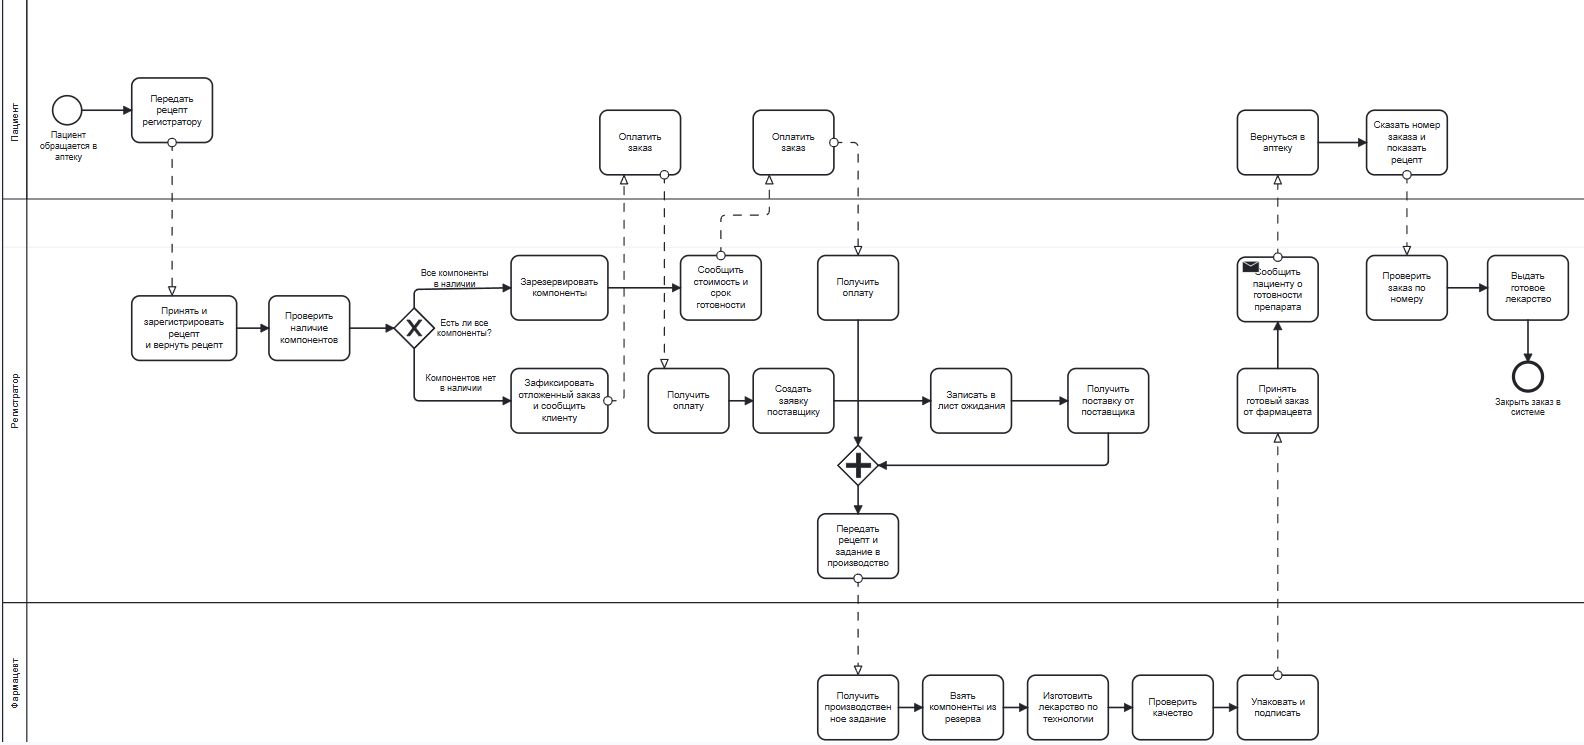 Пациент
Пациент
обращается в
аптеку
Передать
рецепт
регистратору
Оплатить
заказ
Оплатить
заказ
Вернуться в
аптеку
Сказать номер
заказа и
показать
рецепт
Регистратор
Принять и
зарегистрировать
рецепт
и вернуть рецепт
Проверить
наличие
компонентов
Все компоненты
в наличии
Есть ли все
компоненты?
Компонентов нет
в наличии
Зарезервировать
компоненты
Зафиксировать
отложенный заказ
и сообщить
клиенту
Сообщить
стоимость и
срок
готовности
Получить
оплату
Получить
оплату
Создать
заявку
поставщику
Записать в
лист ожидания
Получить
поставку от
поставщика
Передать
рецепт и
задание в
производство
Сообщить
пациенту о
готовности
препарата
Принять
готовый заказ
от фармацевта
Проверить
заказ по
номеру
Выдать
готовое
лекарство
Закрыть заказ в
системе
Фармацевт
Получить
производствен
ное задание
Взять
компоненты из
резерва
Изготовить
лекарство по
технологии
Проверить
качество
Упаковать и
подписать